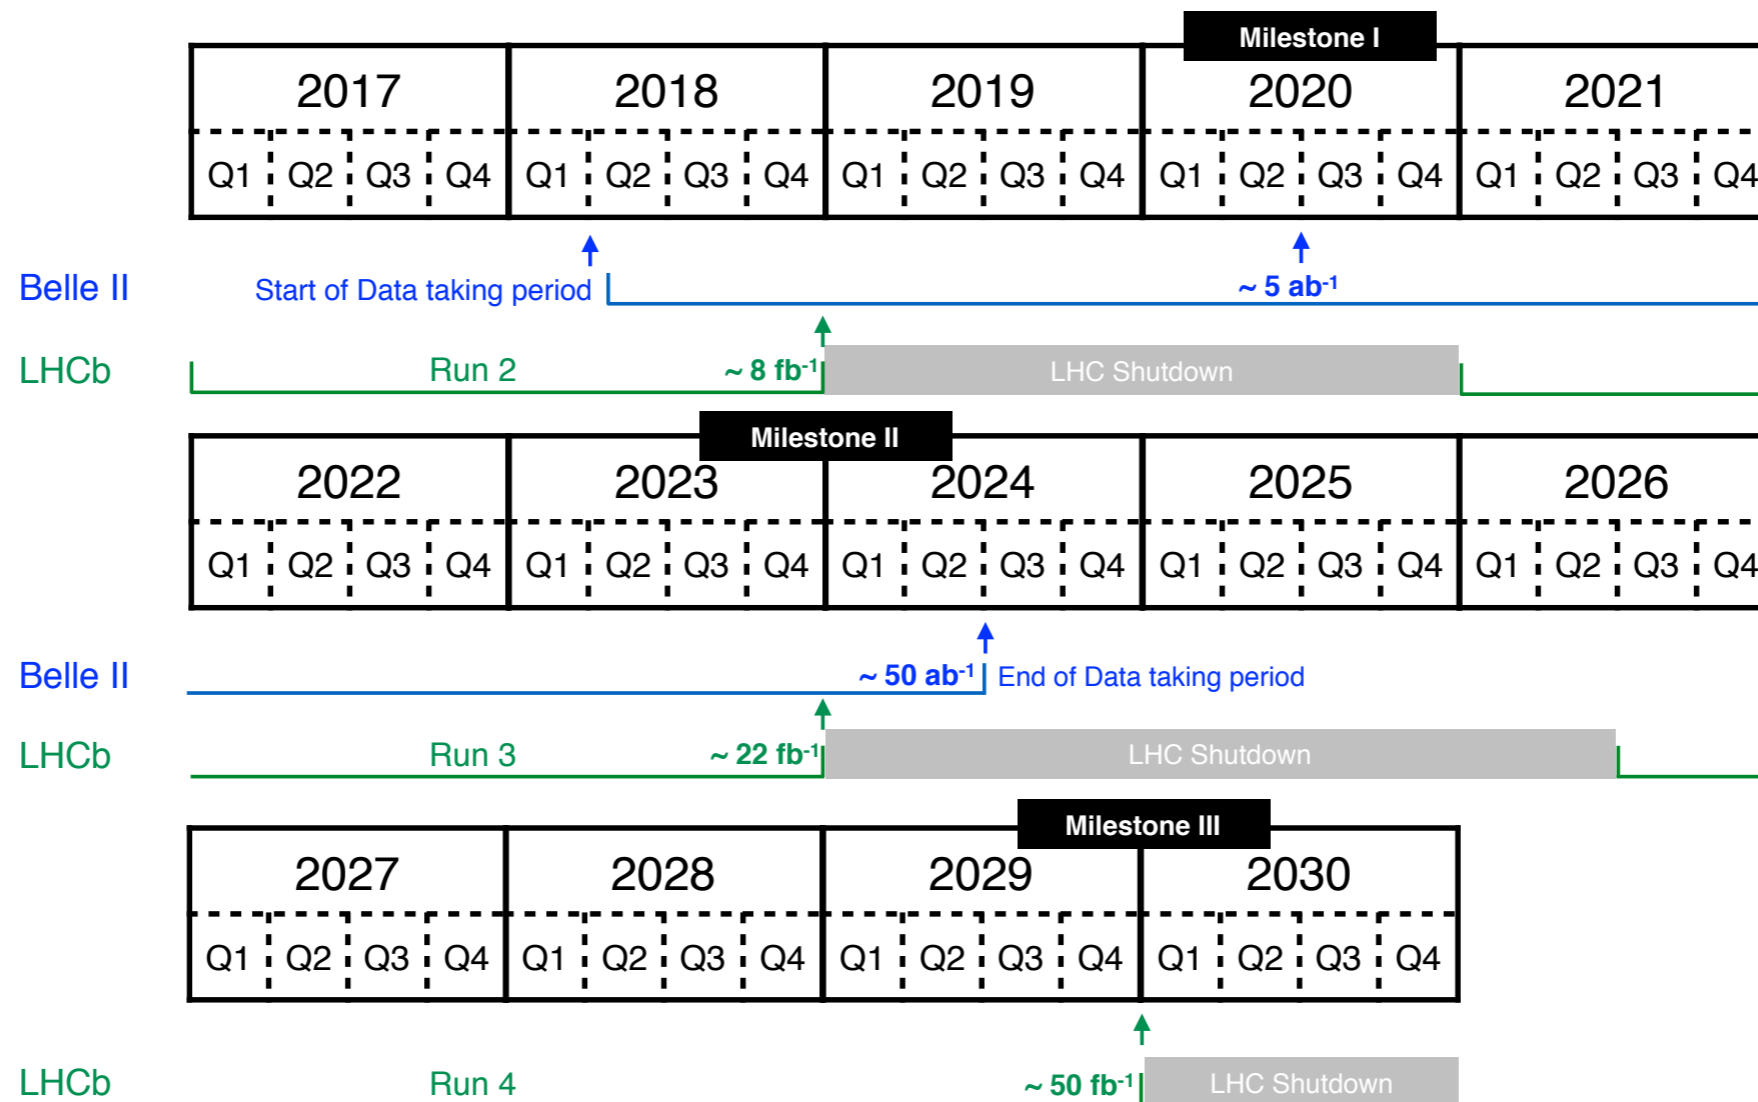 Milestone I
2017 2018 2019 2020 2021
Q1 Q2 Q3 Q4 Q1 Q2 Q3 Q4 Q1 Q2 Q3 Q4 Q1 Q2 Q3 Q4 Q1 Q2 Q3 Q4
Belle II Start of Data taking period ~ 5 ab⁻¹
LHCb Run 2 ~ 8 fb⁻¹ LHC Shutdown
Milestone II
2022 2023 2024 2025 2026
Q1 Q2 Q3 Q4 Q1 Q2 Q3 Q4 Q1 Q2 Q3 Q4 Q1 Q2 Q3 Q4 Q1 Q2 Q3 Q4
Belle II ~ 50 ab⁻¹ End of Data taking period
LHCb Run 3 ~ 22 fb⁻¹ LHC Shutdown
Milestone III
2027 2028 2029 2030
Q1 Q2 Q3 Q4 Q1 Q2 Q3 Q4 Q1 Q2 Q3 Q4 Q1 Q2 Q3 Q4
LHCb Run 4 ~ 50 fb⁻¹ LHC Shutdown